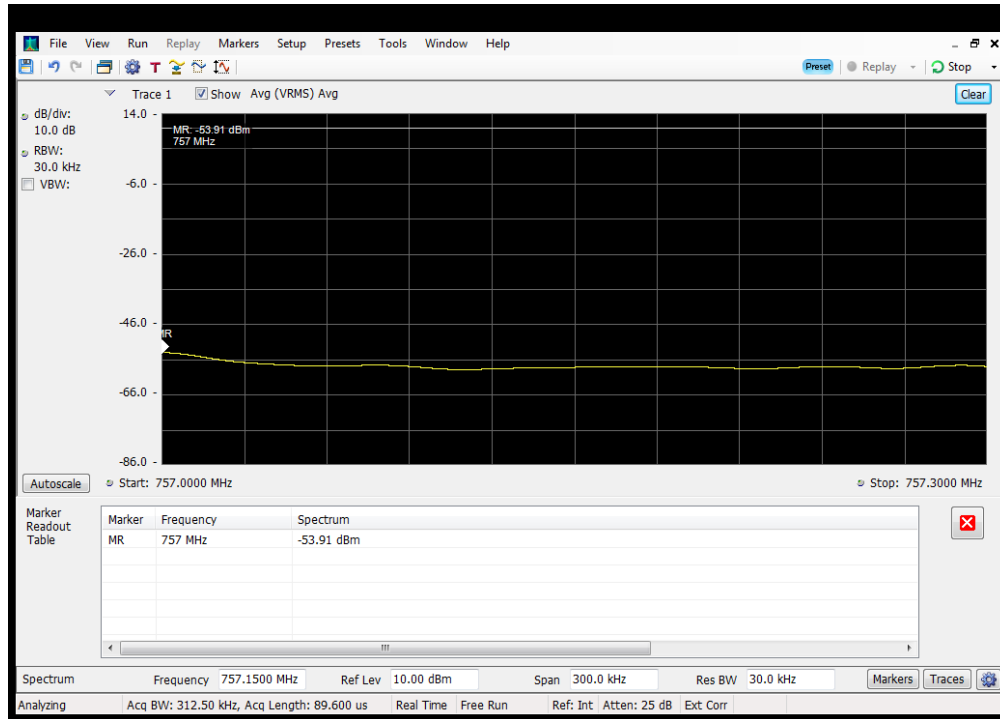 File View Run Replay Markers Setup Presets Tools Window Help
T Preset Replay Stop
Trace 1 Show Avg (VRMS) Avg Clear
dB/div:
10.0 dB
RBW:
30.0 kHz
VBW:
14.0 -
-6.0 -
-26.0 -
-46.0 -
-66.0 -
-86.0 -
MR: -53.91 dBm
757 MHz
MR
Autoscale Start: 757.0000 MHz Stop: 757.3000 MHz
Marker
Readout
Table
Marker Frequency Spectrum
MR 757 MHz -53.91 dBm
Spectrum Frequency 757.1500 MHz Ref Lev 10.00 dBm Span 300.0 kHz Res BW 30.0 kHz Markers Traces
Analyzing Acq BW: 312.50 kHz, Acq Length: 89.600 us Real Time Free Run Ref: Int Atten: 25 dB Ext Corr